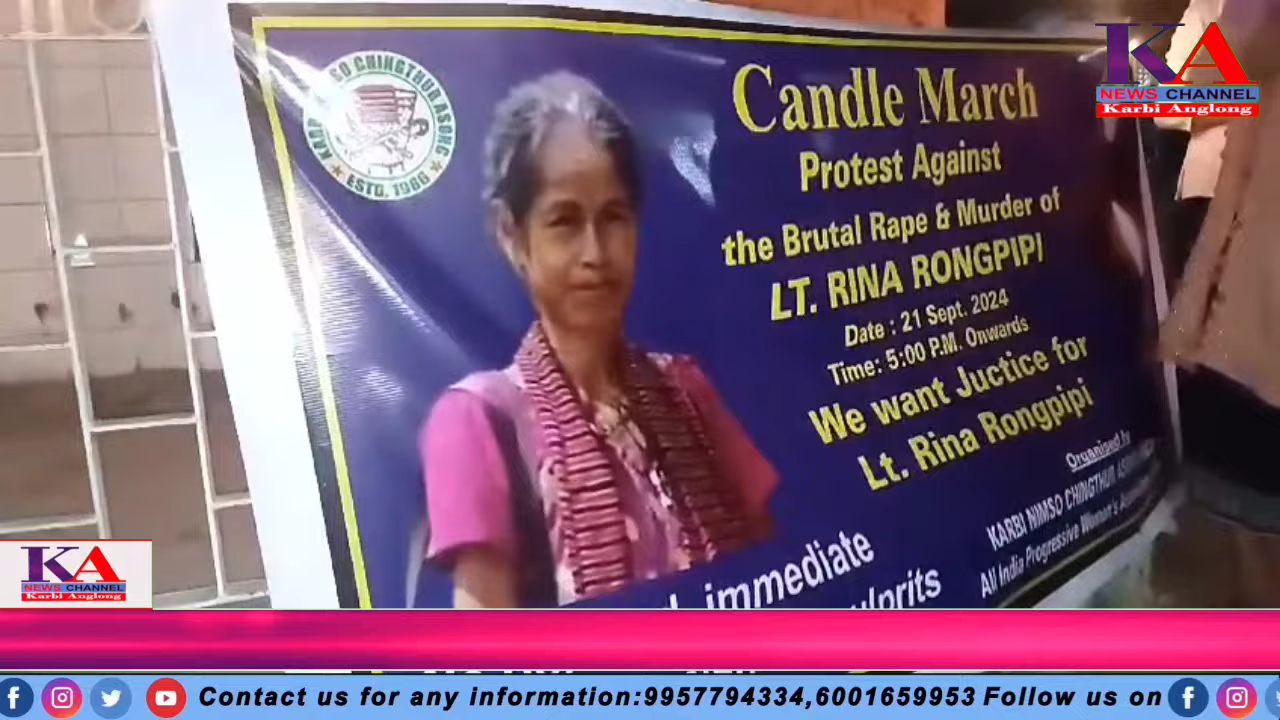 KA
NEWS CHANNEL
Karbi Anglong
SO CHINGTHUR ASONG
ESTD. 1986
Candle March
Protest Against
the Brutal Rape & Murder of
LT. RINA RONGPIPI
Date : 21 Sept. 2024
Time: 5:00 P.M. Onwards
We want Juctice for
Lt. Rina Rongpipi
Organised by
KARBI NIMSO CHINGTHUR
All India Progressive Women's
immediate
KA
NEWS CHANNEL
Karbi Anglong
Contact us for any information:9957794334,6001659953 Follow us on